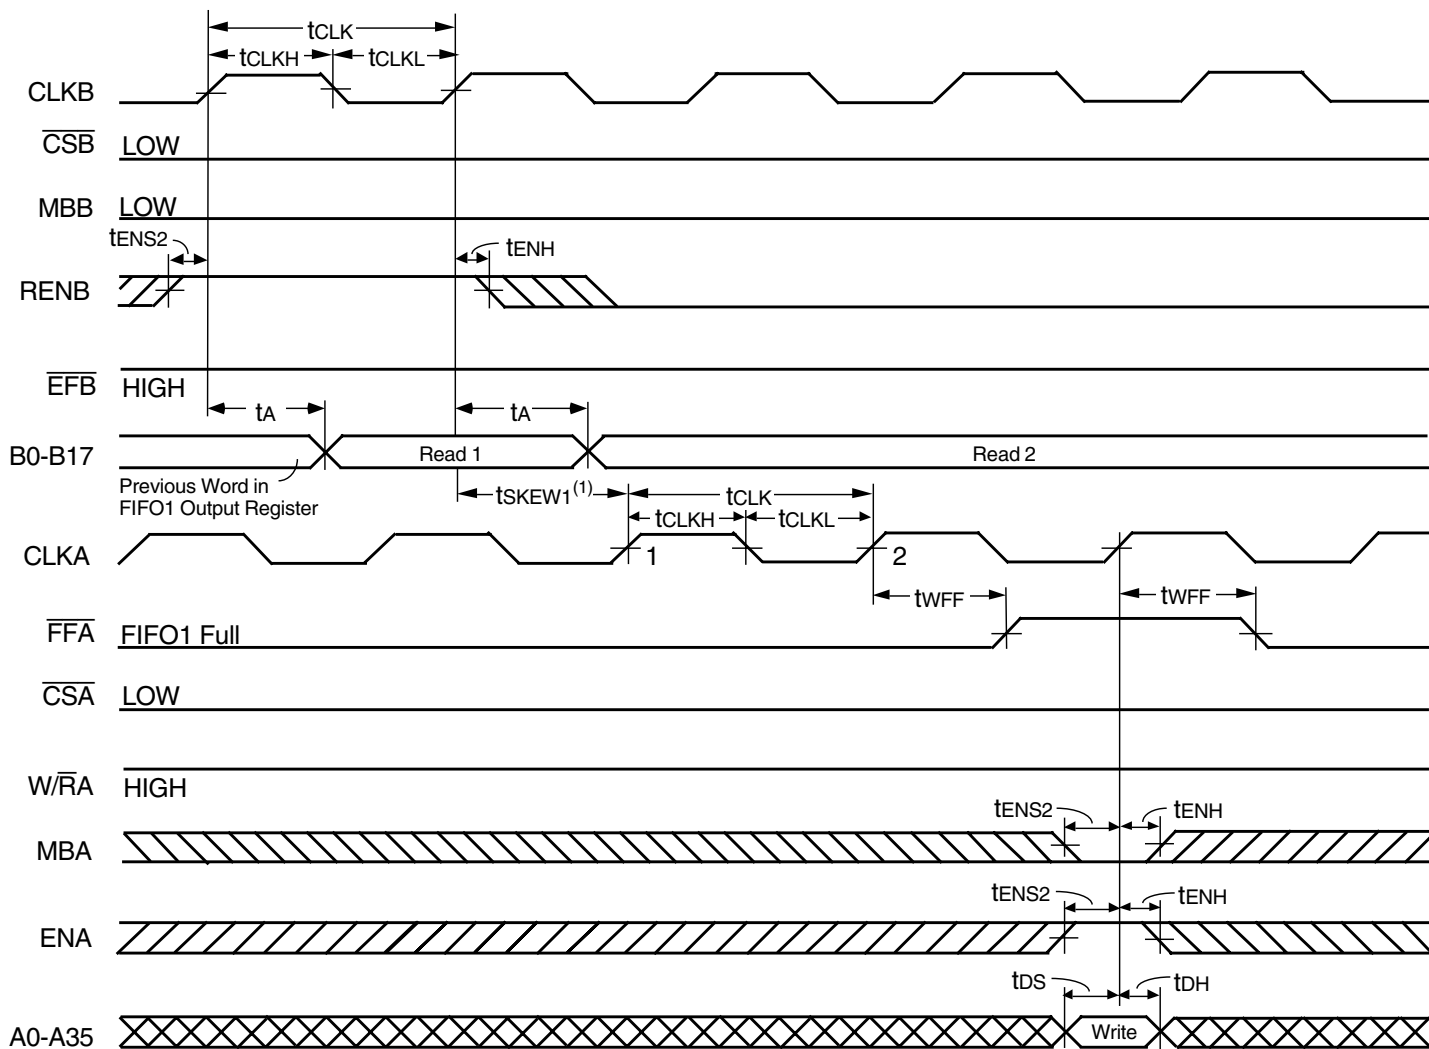 tCLK
tCLKH tCLKL
CLKB
CSB LOW
MBB LOW
tENS2 tENH
RENB
EFB HIGH
tA tA
B0-B17 Read 1 Read 2
Previous Word in
FIFO1 Output Register
tSKEW1(1) tCLK
tCLKH tCLKL
CLKA 1 2
tWFF tWFF
FFA FIFO1 Full
CSA LOW
W/RA HIGH
tENS2 tENH
MBA
tENS2 tENH
ENA
tDS tDH
A0-A35 Write